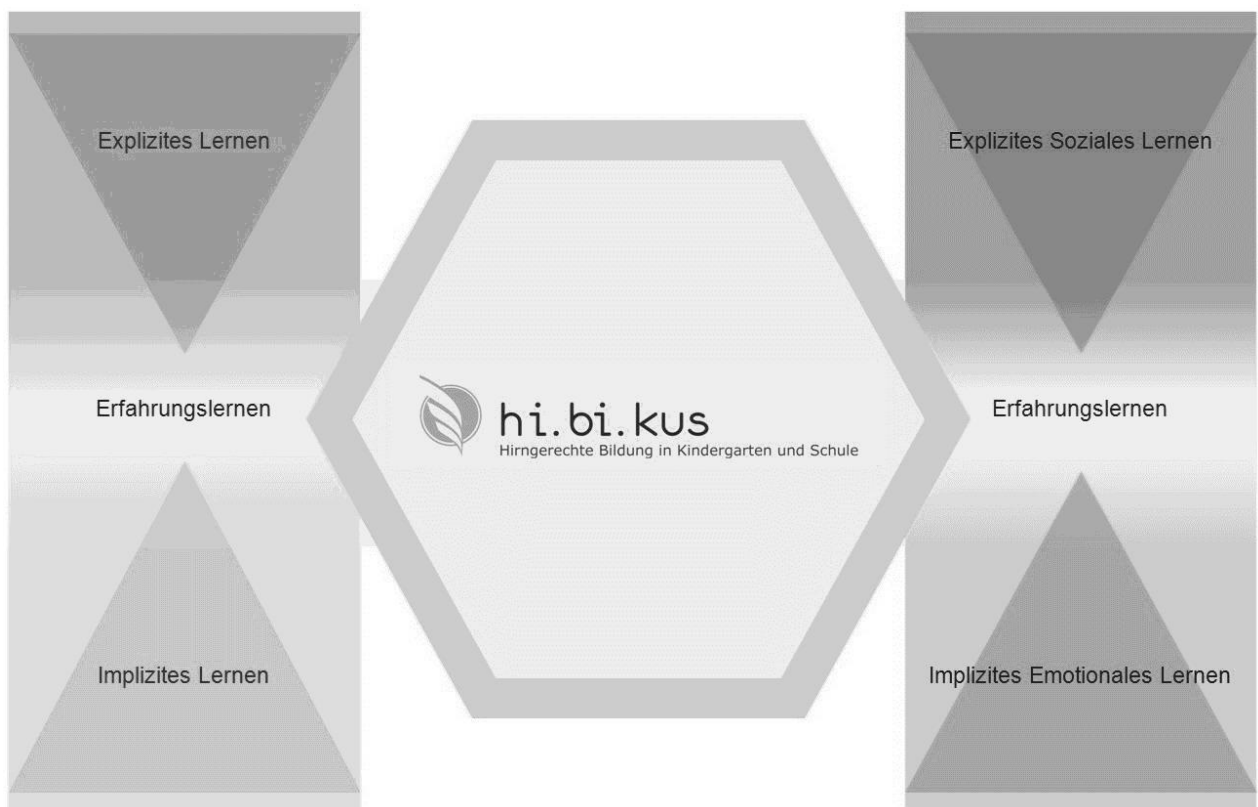 Explizites Lernen
Explizites Soziales Lernen
Erfahrungslernen
hi.bi.kus
Hirngerechte Bildung in Kindergarten und Schule
Erfahrungslernen
Implizites Lernen
Implizites Emotionales Lernen